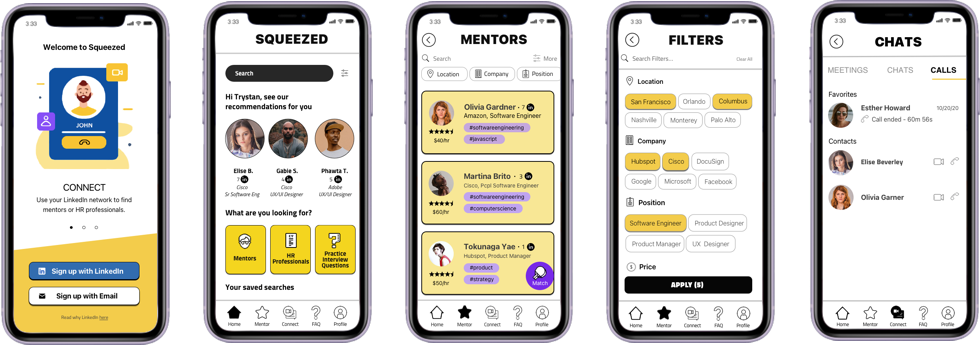 3:33
Welcome to Squeezed
JOHN
CONNECT
Use your LinkedIn network to find
mentors or HR professionals.
in Sign up with LinkedIn
Sign up with Email
Read why LinkedIn here
3:33
SQUEEZED
Search
Hi Trystan, see our
recommendations for you
Elise B.
7 in
Cisco
Sr Software Eng
Gabie S.
4 in
Cisco
UX/UI Designer
Phawta T.
5 in
Adobe
UX/UI Designer
What are you looking for?
Mentors
HR
Professionals
Practice
Interview
Questions
Your saved searches
Home Mentor Connect FAQ Profile
3:33
MENTORS
Search More
Location Company Position
Olivia Gardner · 7 in
Amazon, Software Engineer
#softwareengineering
#javascript
$40/hr
Martina Brito · 3 in
Cisco, Pcpl Software Engineer
#softwareengineering
#computerscience
$60/hr
Tokunaga Yae · 1 in
Hubspot, Product Manager
#product
#strategy
$50/hr
Match
Home Mentor Connect FAQ Profile
3:33
FILTERS
Search Filters... Clear All
Location
San Francisco Orlando Columbus
Nashville Monterey Palo Alto
Company
Hubspot Cisco DocuSign
Google Microsoft Facebook
Position
Software Engineer Product Designer
Product Manager UX Designer
$ Price
APPLY (5)
Home Mentor Connect FAQ Profile
3:33
CHATS
MEETINGS CHATS CALLS
Favorites
Esther Howard 10/20/20
Call ended - 60m 56s
Contacts
Elise Beverley
Olivia Garner
Home Mentor Connect FAQ Profile